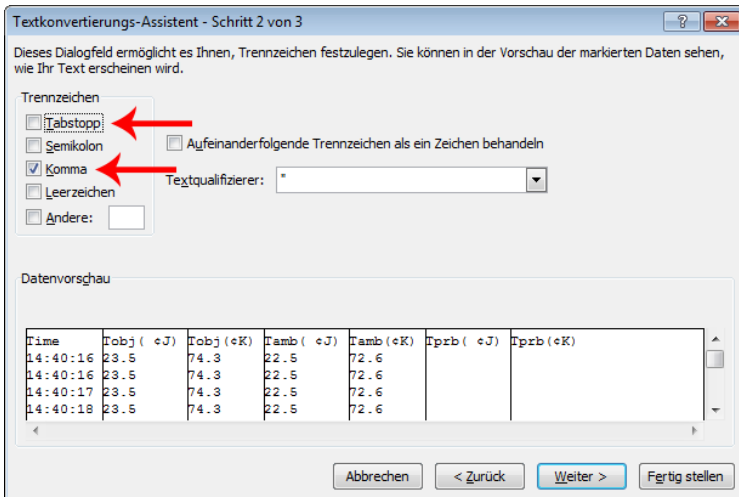 Textkonvertierungs-Assistent - Schritt 2 von 3
Dieses Dialogfeld ermöglicht es Ihnen, Trennzeichen festzulegen. Sie können in der Vorschau der markierten Daten sehen,
wie Ihr Text erscheinen wird.
Trennzeichen
Tabstopp
Semikolon
Komma
Leerzeichen
Andere:
Aufeinanderfolgende Trennzeichen als ein Zeichen behandeln
Textqualifizierer: "
Datenvorschau
Time Tobj( ¢J) Tobj(¢K) Tamb( ¢J) Tamb(¢K) Tprb( ¢J) Tprb(¢K)
14:40:16 23.5 74.3 22.5 72.6
14:40:16 23.5 74.3 22.5 72.6
14:40:17 23.5 74.3 22.5 72.6
14:40:18 23.5 74.3 22.5 72.6
Abbrechen < Zurück Weiter > Fertig stellen